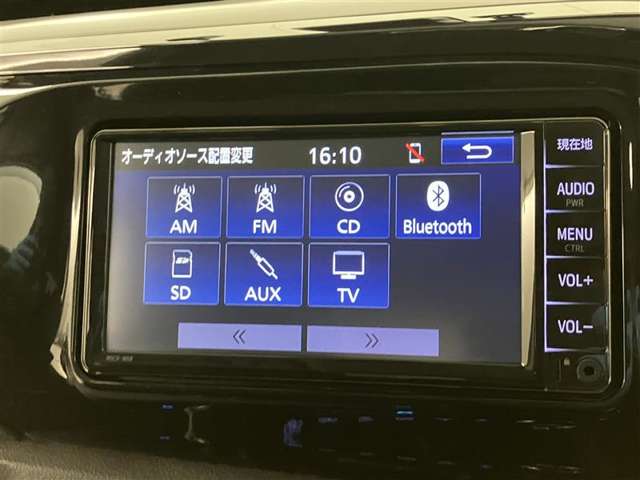 オーディオソース配置変更 16:10
現在地
AUDIO
PWR
AM FM CD Bluetooth
MENU
CTRL
SD AUX TV
VOL+
VOL-